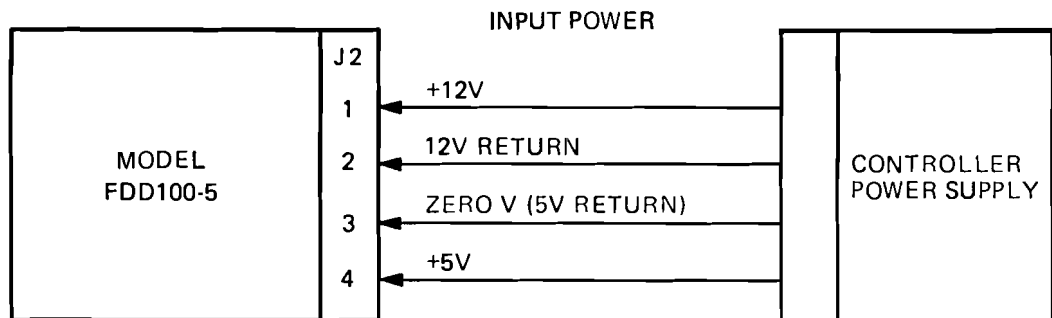 INPUT POWER
J2
1
+12V
2
12V RETURN
3
ZERO V (5V RETURN)
4
+5V
MODEL
FDD100-5
CONTROLLER
POWER SUPPLY